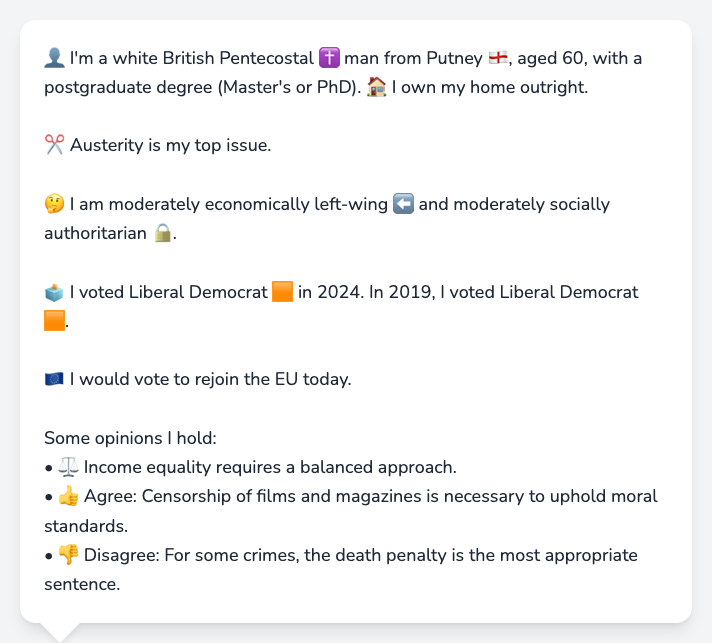 👤 I'm a white British Pentecostal ✝️ man from Putney 🏴󠁧󠁢󠁥󠁮󠁧󠁿, aged 60, with a
postgraduate degree (Master's or PhD). 🏠 I own my home outright.
✂️ Austerity is my top issue.
🤔 I am moderately economically left-wing ⬅️ and moderately socially
authoritarian 🔒.
🗳️ I voted Liberal Democrat 🟧 in 2024. In 2019, I voted Liberal Democrat
🟧.
🇪🇺 I would vote to rejoin the EU today.
Some opinions I hold:
• ⚖️ Income equality requires a balanced approach.
• 👍 Agree: Censorship of films and magazines is necessary to uphold moral
standards.
• 👎 Disagree: For some crimes, the death penalty is the most appropriate
sentence.